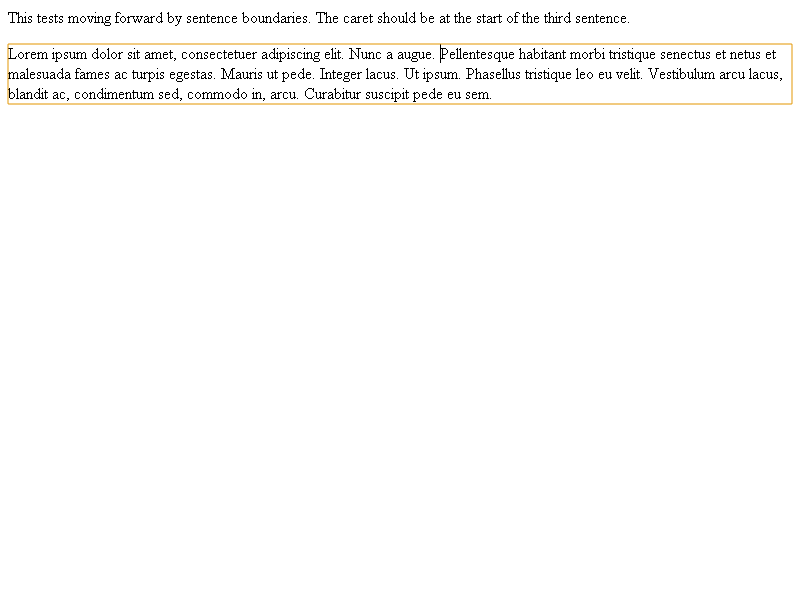 This tests moving forward by sentence boundaries. The caret should be at the start of the third sentence.
Lorem ipsum dolor sit amet, consectetuer adipiscing elit. Nunc a augue. Pellentesque habitant morbi tristique senectus et netus et
malesuada fames ac turpis egestas. Mauris ut pede. Integer lacus. Ut ipsum. Phasellus tristique leo eu velit. Vestibulum arcu lacus,
blandit ac, condimentum sed, commodo in, arcu. Curabitur suscipit pede eu sem.